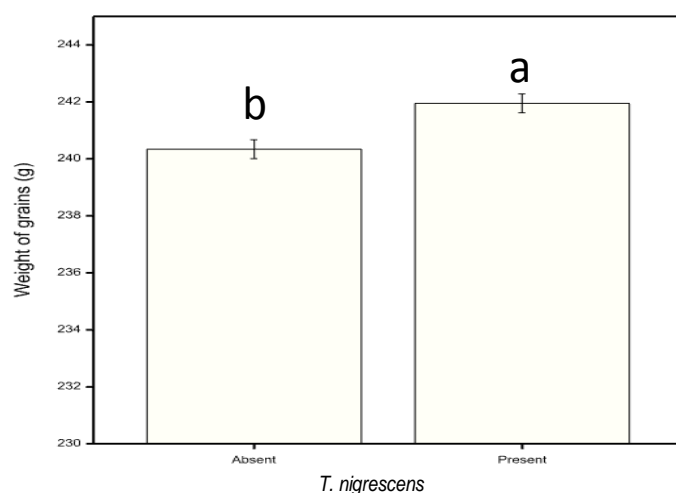 244
a
242
b
240
238
236
234
232
230
Weight of grains (g)
Absent
Present
T. nigrescens